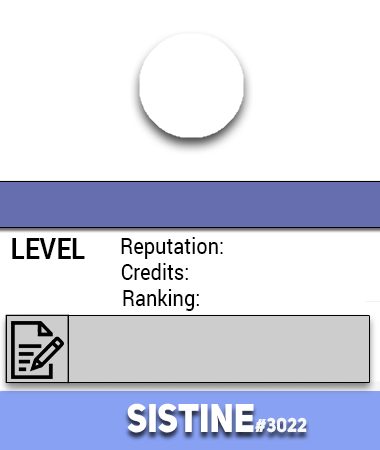 LEVEL
Reputation:
Credits:
Ranking:
SISTINE#3022